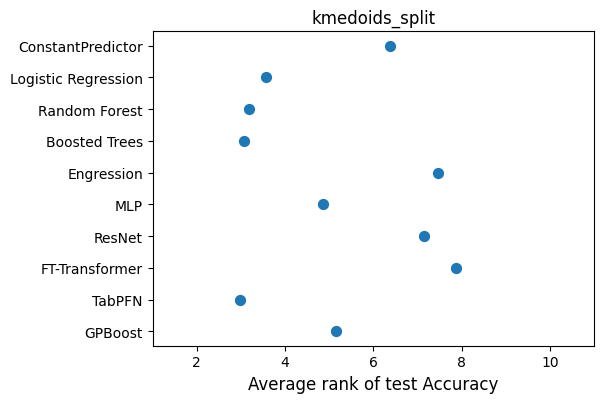 kmedoids_split
ConstantPredictor
Logistic Regression
Random Forest
Boosted Trees
Engression
MLP
ResNet
FT-Transformer
TabPFN
GPBoost
2 4 6 8 10
Average rank of test Accuracy